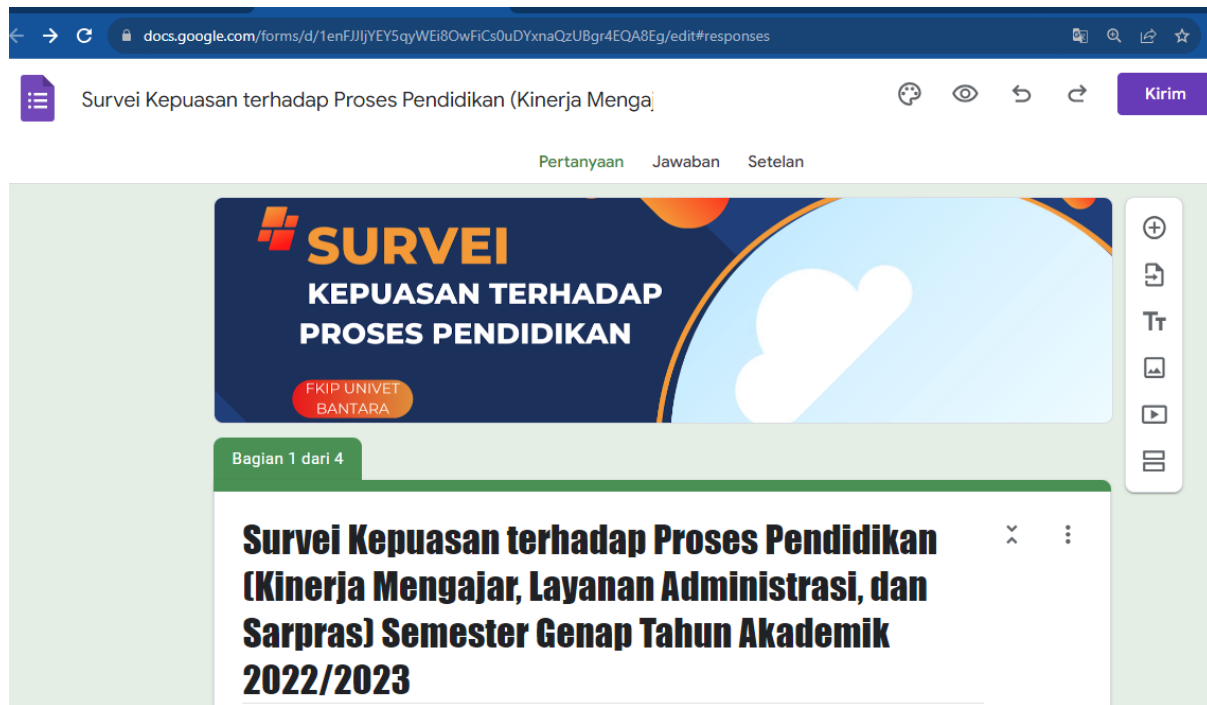 docs.google.com/forms/d/1enFJJIjYEY5qyWEi8OwFiCs0uDYxnaQzUBgr4EQA8Eg/edit#responses
Survei Kepuasan terhadap Proses Pendidikan (Kinerja Mengaj
Kirim
Pertanyaan Jawaban Setelan
SURVEI
KEPUASAN TERHADAP
PROSES PENDIDIKAN
FKIP UNIVET
BANTARA
Bagian 1 dari 4
Survei Kepuasan terhadap Proses Pendidikan
(Kinerja Mengajar, Layanan Administrasi, dan
Sarpras) Semester Genap Tahun Akademik
2022/2023